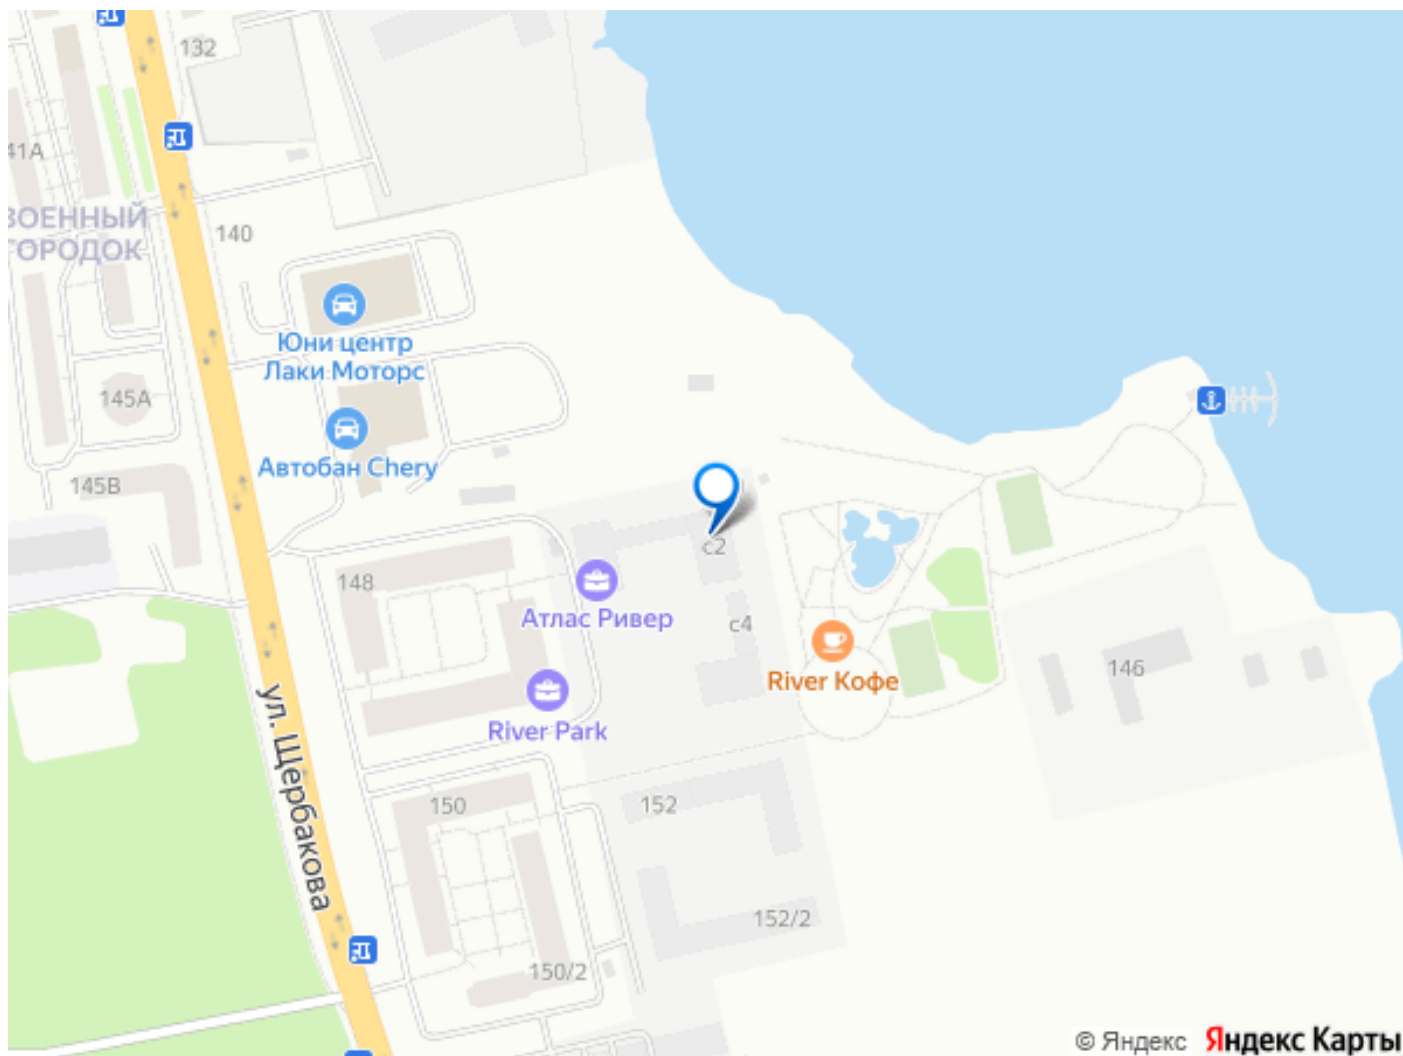 132
41А
ВОЕННЫЙ
ГОРОДОК
140
Юни центр
Лаки Моторс
145А
Автобан Chery
145В
с2
148
Атлас Ривер
с4
River Кофе
146
River Park
ул. Щербакова
150
152
152/2
150/2
© Яндекс Яндекс Карты